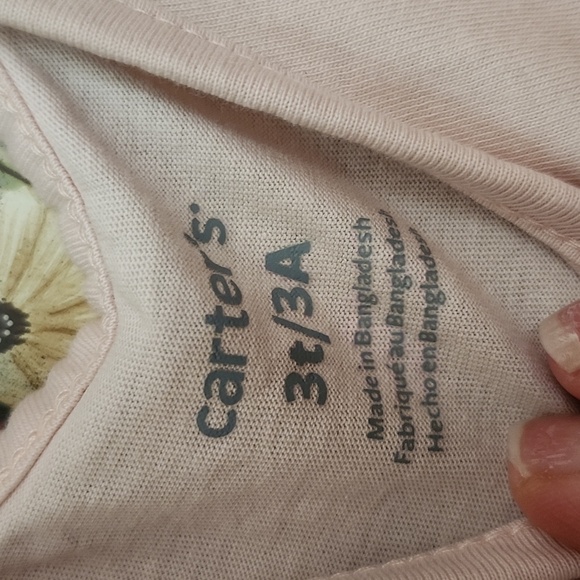 carter's
3t/3A
Made in Bangladesh
Fabriqué au Bangladesh
Hecho en Bangladesh